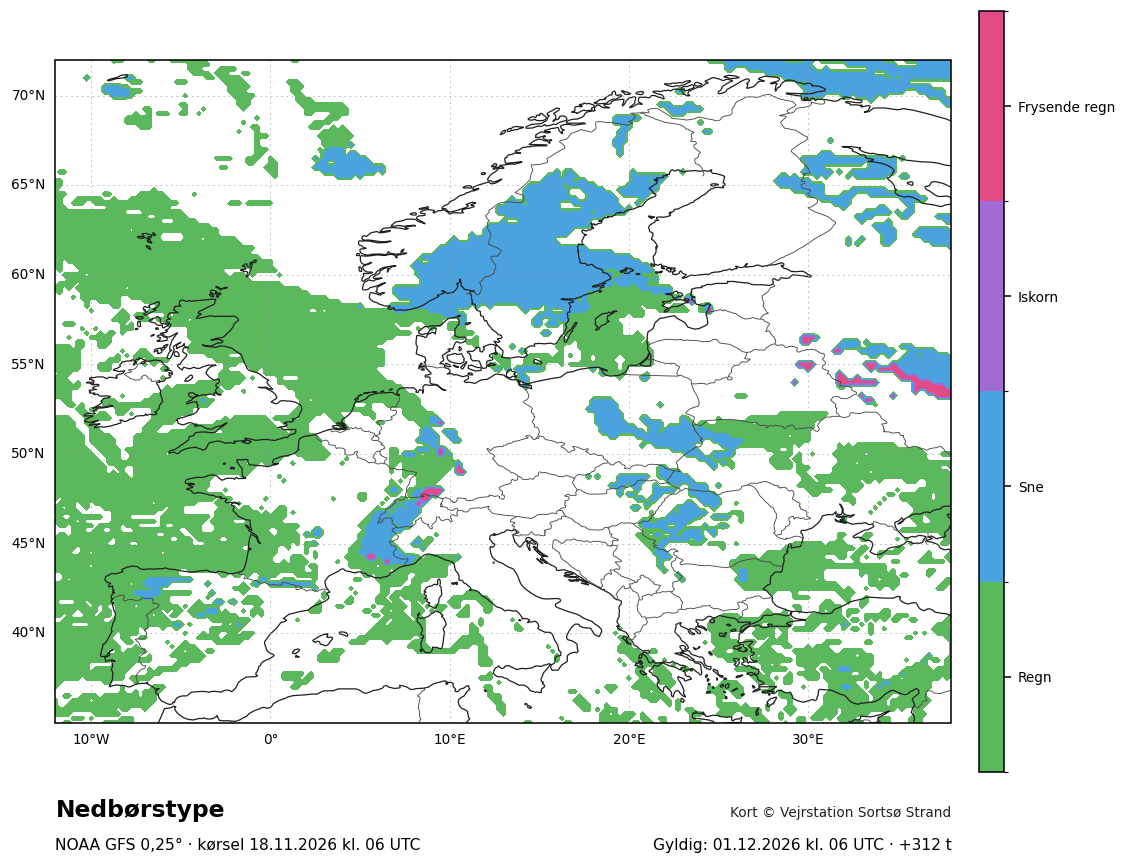 70°N
65°N
60°N
55°N
50°N
45°N
40°N
10°W 0° 10°E 20°E 30°E
Frysende regn
Iskorn
Sne
Regn
Nedbørstype
Kort © Vejrstation Sortsø Strand
NOAA GFS 0,25° · kørsel 18.11.2026 kl. 06 UTC
Gyldig: 01.12.2026 kl. 06 UTC · +312 t